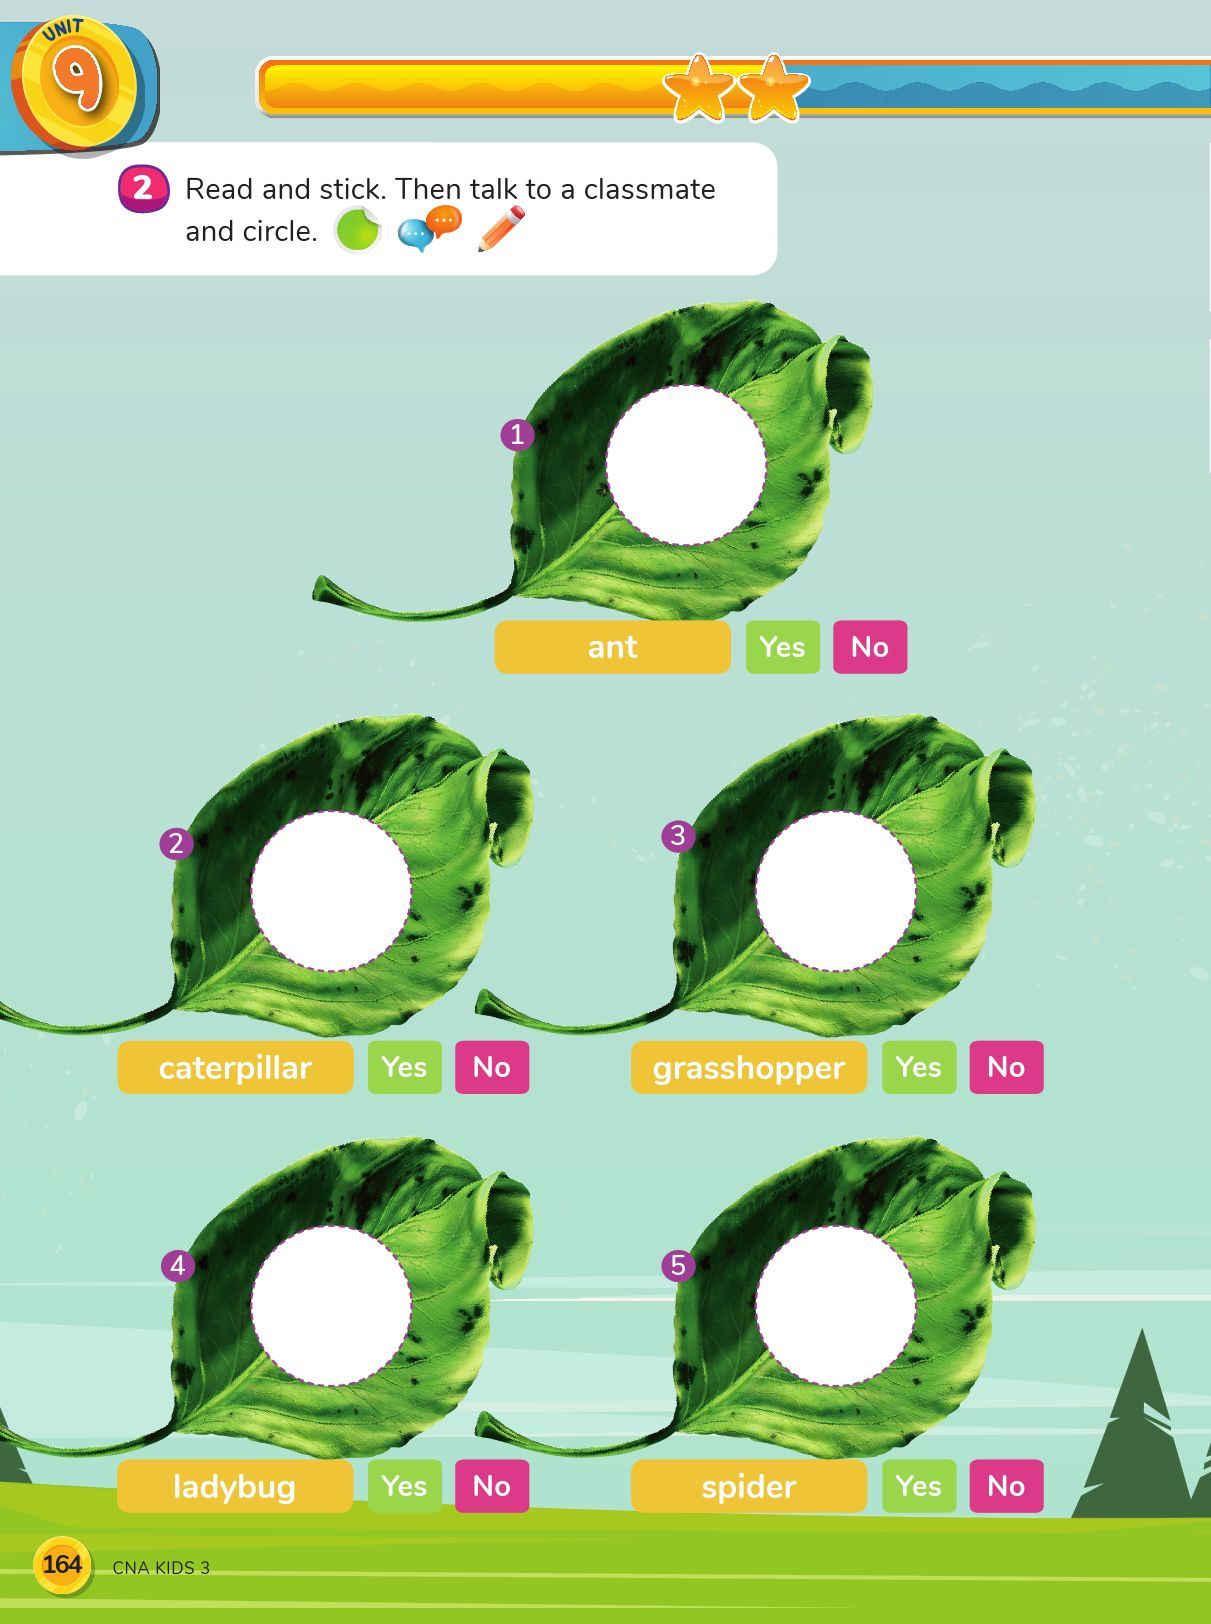 UNIT
9
2 Read and stick. Then talk to a classmate
and circle.
1
ant Yes No
2
3
caterpillar Yes No
grasshopper Yes No
4
5
ladybug Yes No
spider Yes No
164 CNA KIDS 3